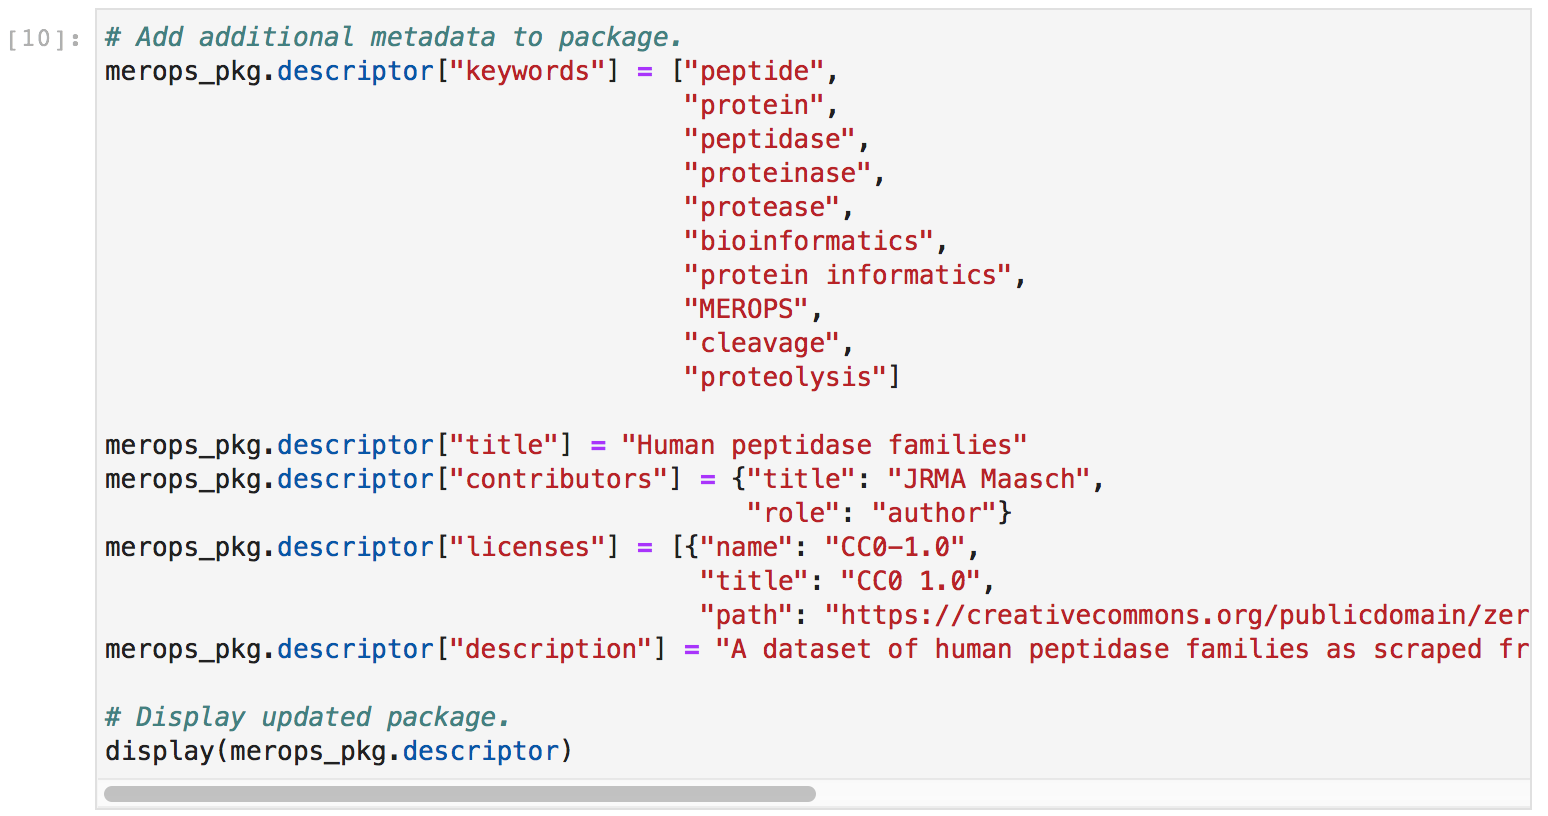 [10]:
# Add additional metadata to package.
merops_pkg.descriptor["keywords"] = ["peptide",
"protein",
"peptidase",
"proteinase",
"protease",
"bioinformatics",
"protein informatics",
"MEROPS",
"cleavage",
"proteolysis"]
merops_pkg.descriptor["title"] = "Human peptidase families"
merops_pkg.descriptor["contributors"] = {"title": "JRMA Maasch",
"role": "author"}
merops_pkg.descriptor["licenses"] = [{"name": "CC0-1.0",
"title": "CC0 1.0",
"path": "https://creativecommons.org/publicdomain/zer
merops_pkg.descriptor["description"] = "A dataset of human peptidase families as scraped fr
# Display updated package.
display(merops_pkg.descriptor)